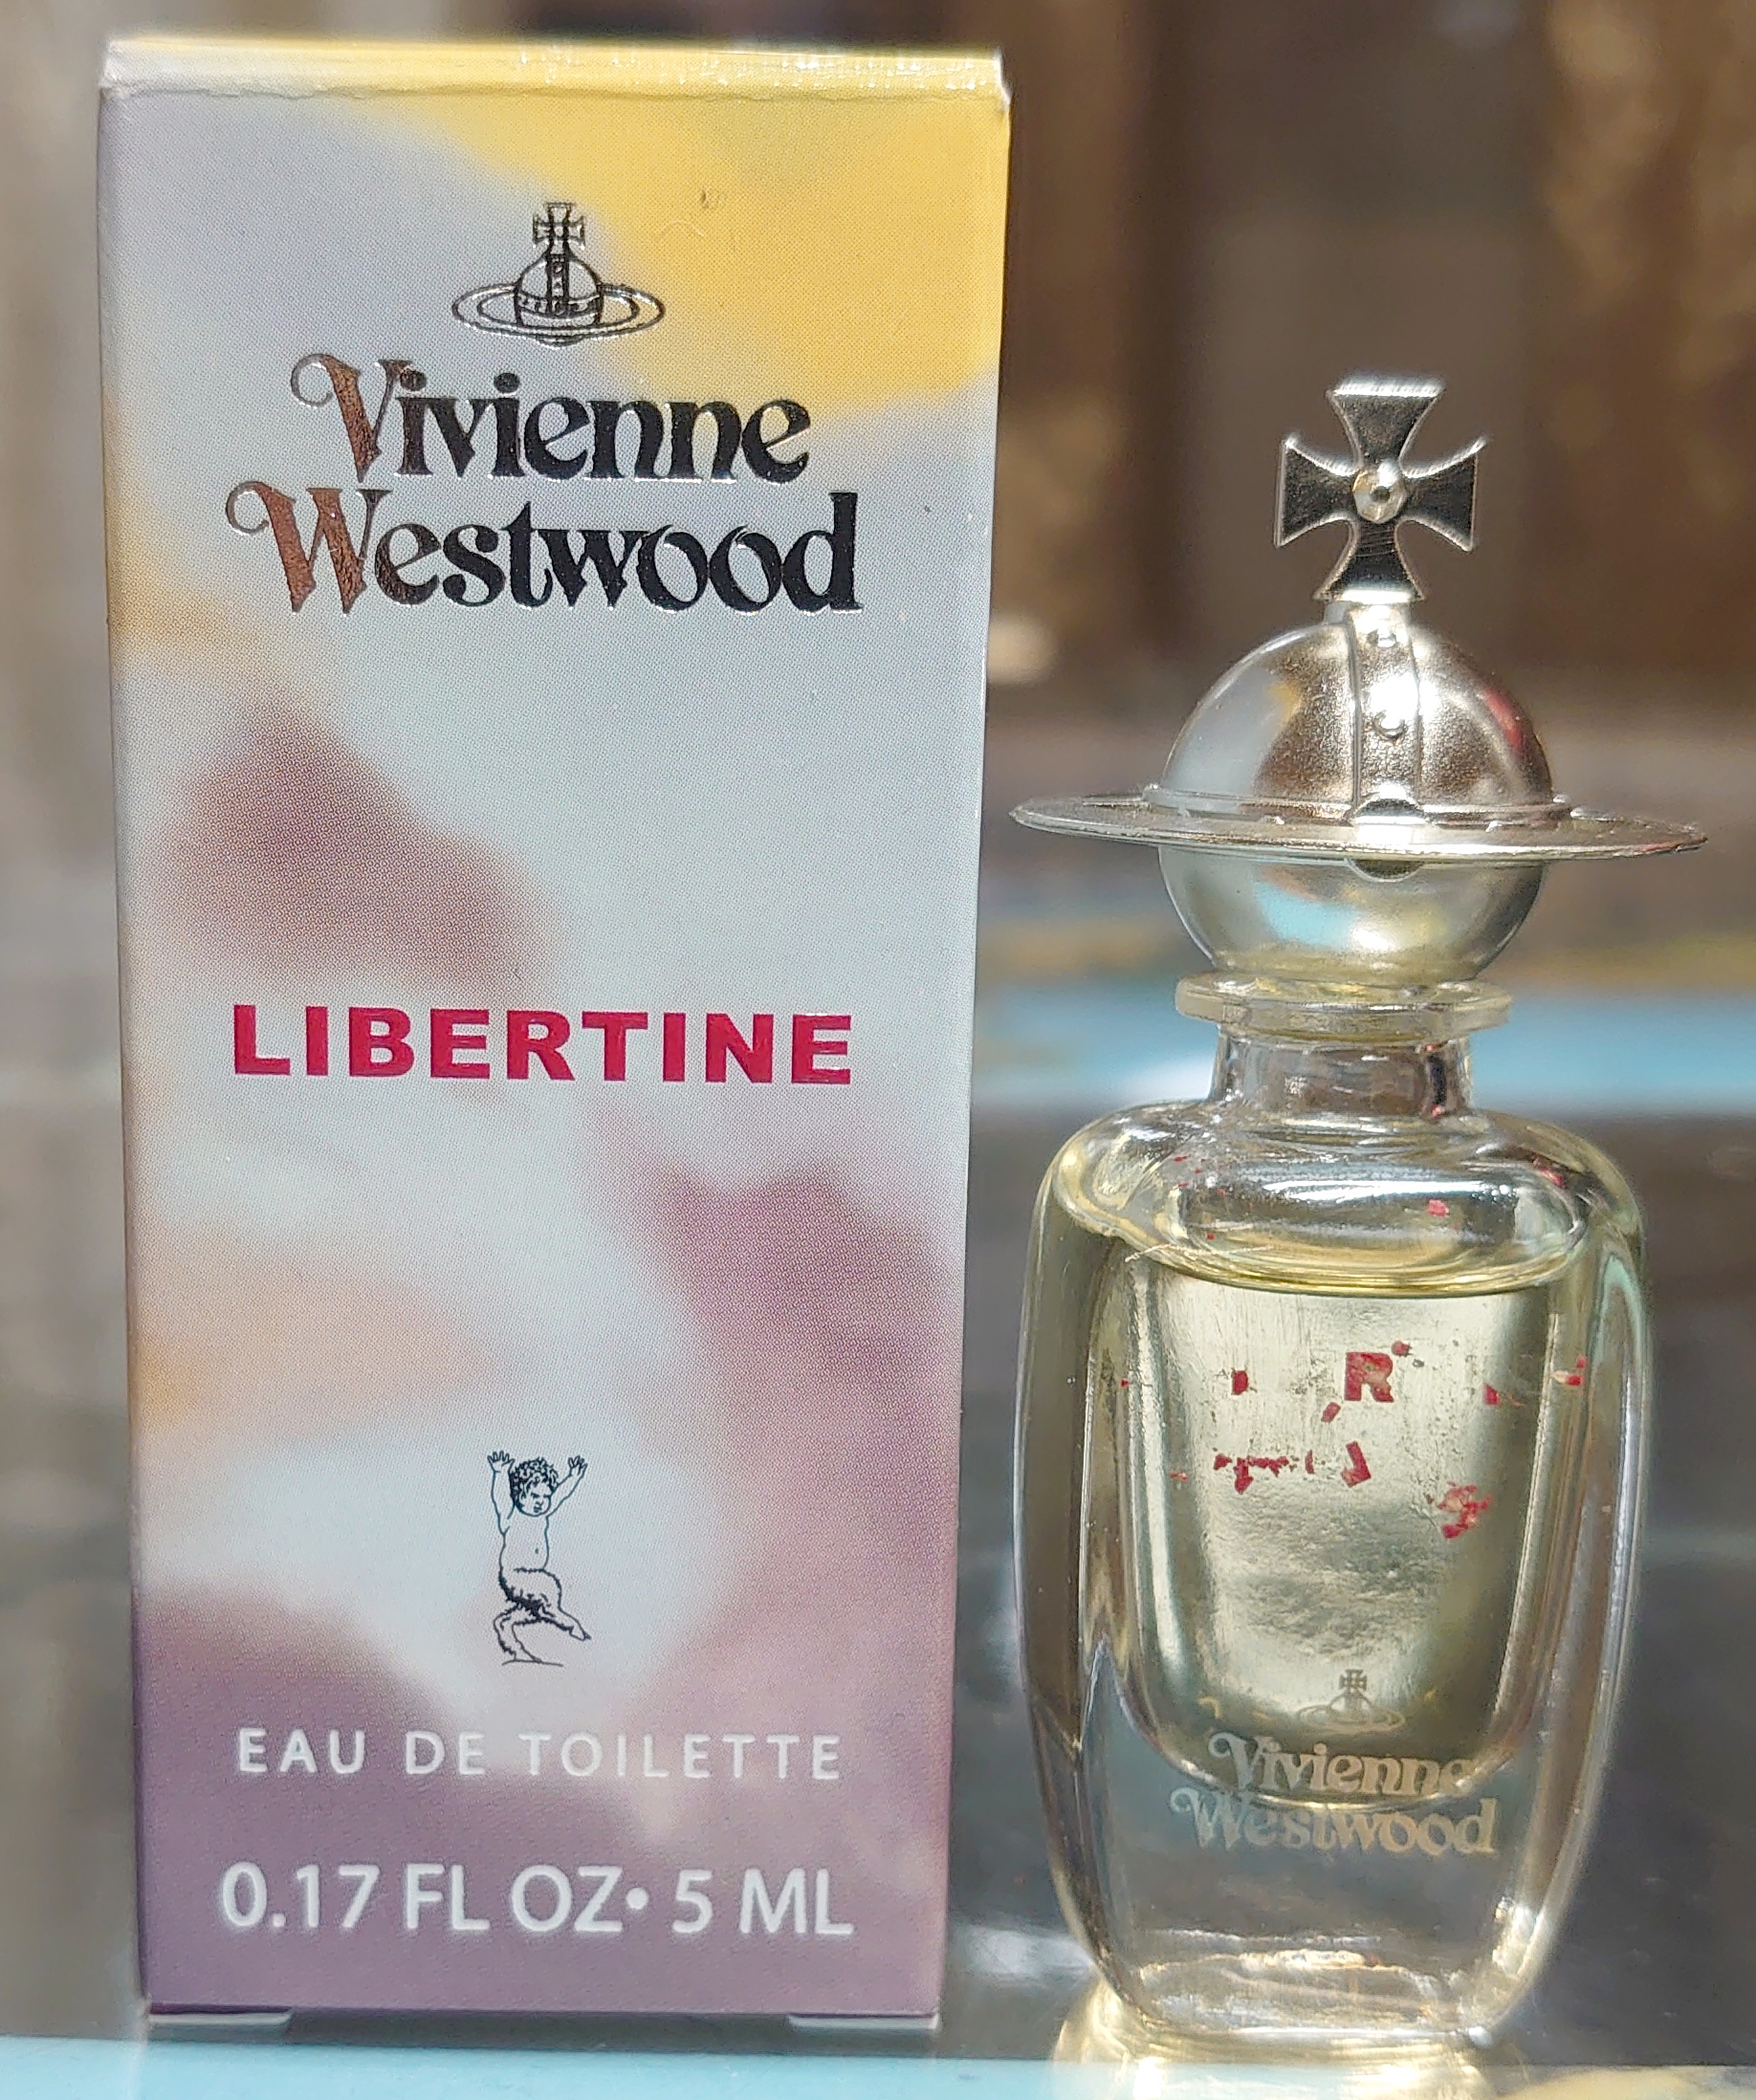 Vivienne
Westwood
LIBERTINE
EAU DE TOILETTE
0.17 FL OZ• 5 ML
R
Vivienne
Westwood